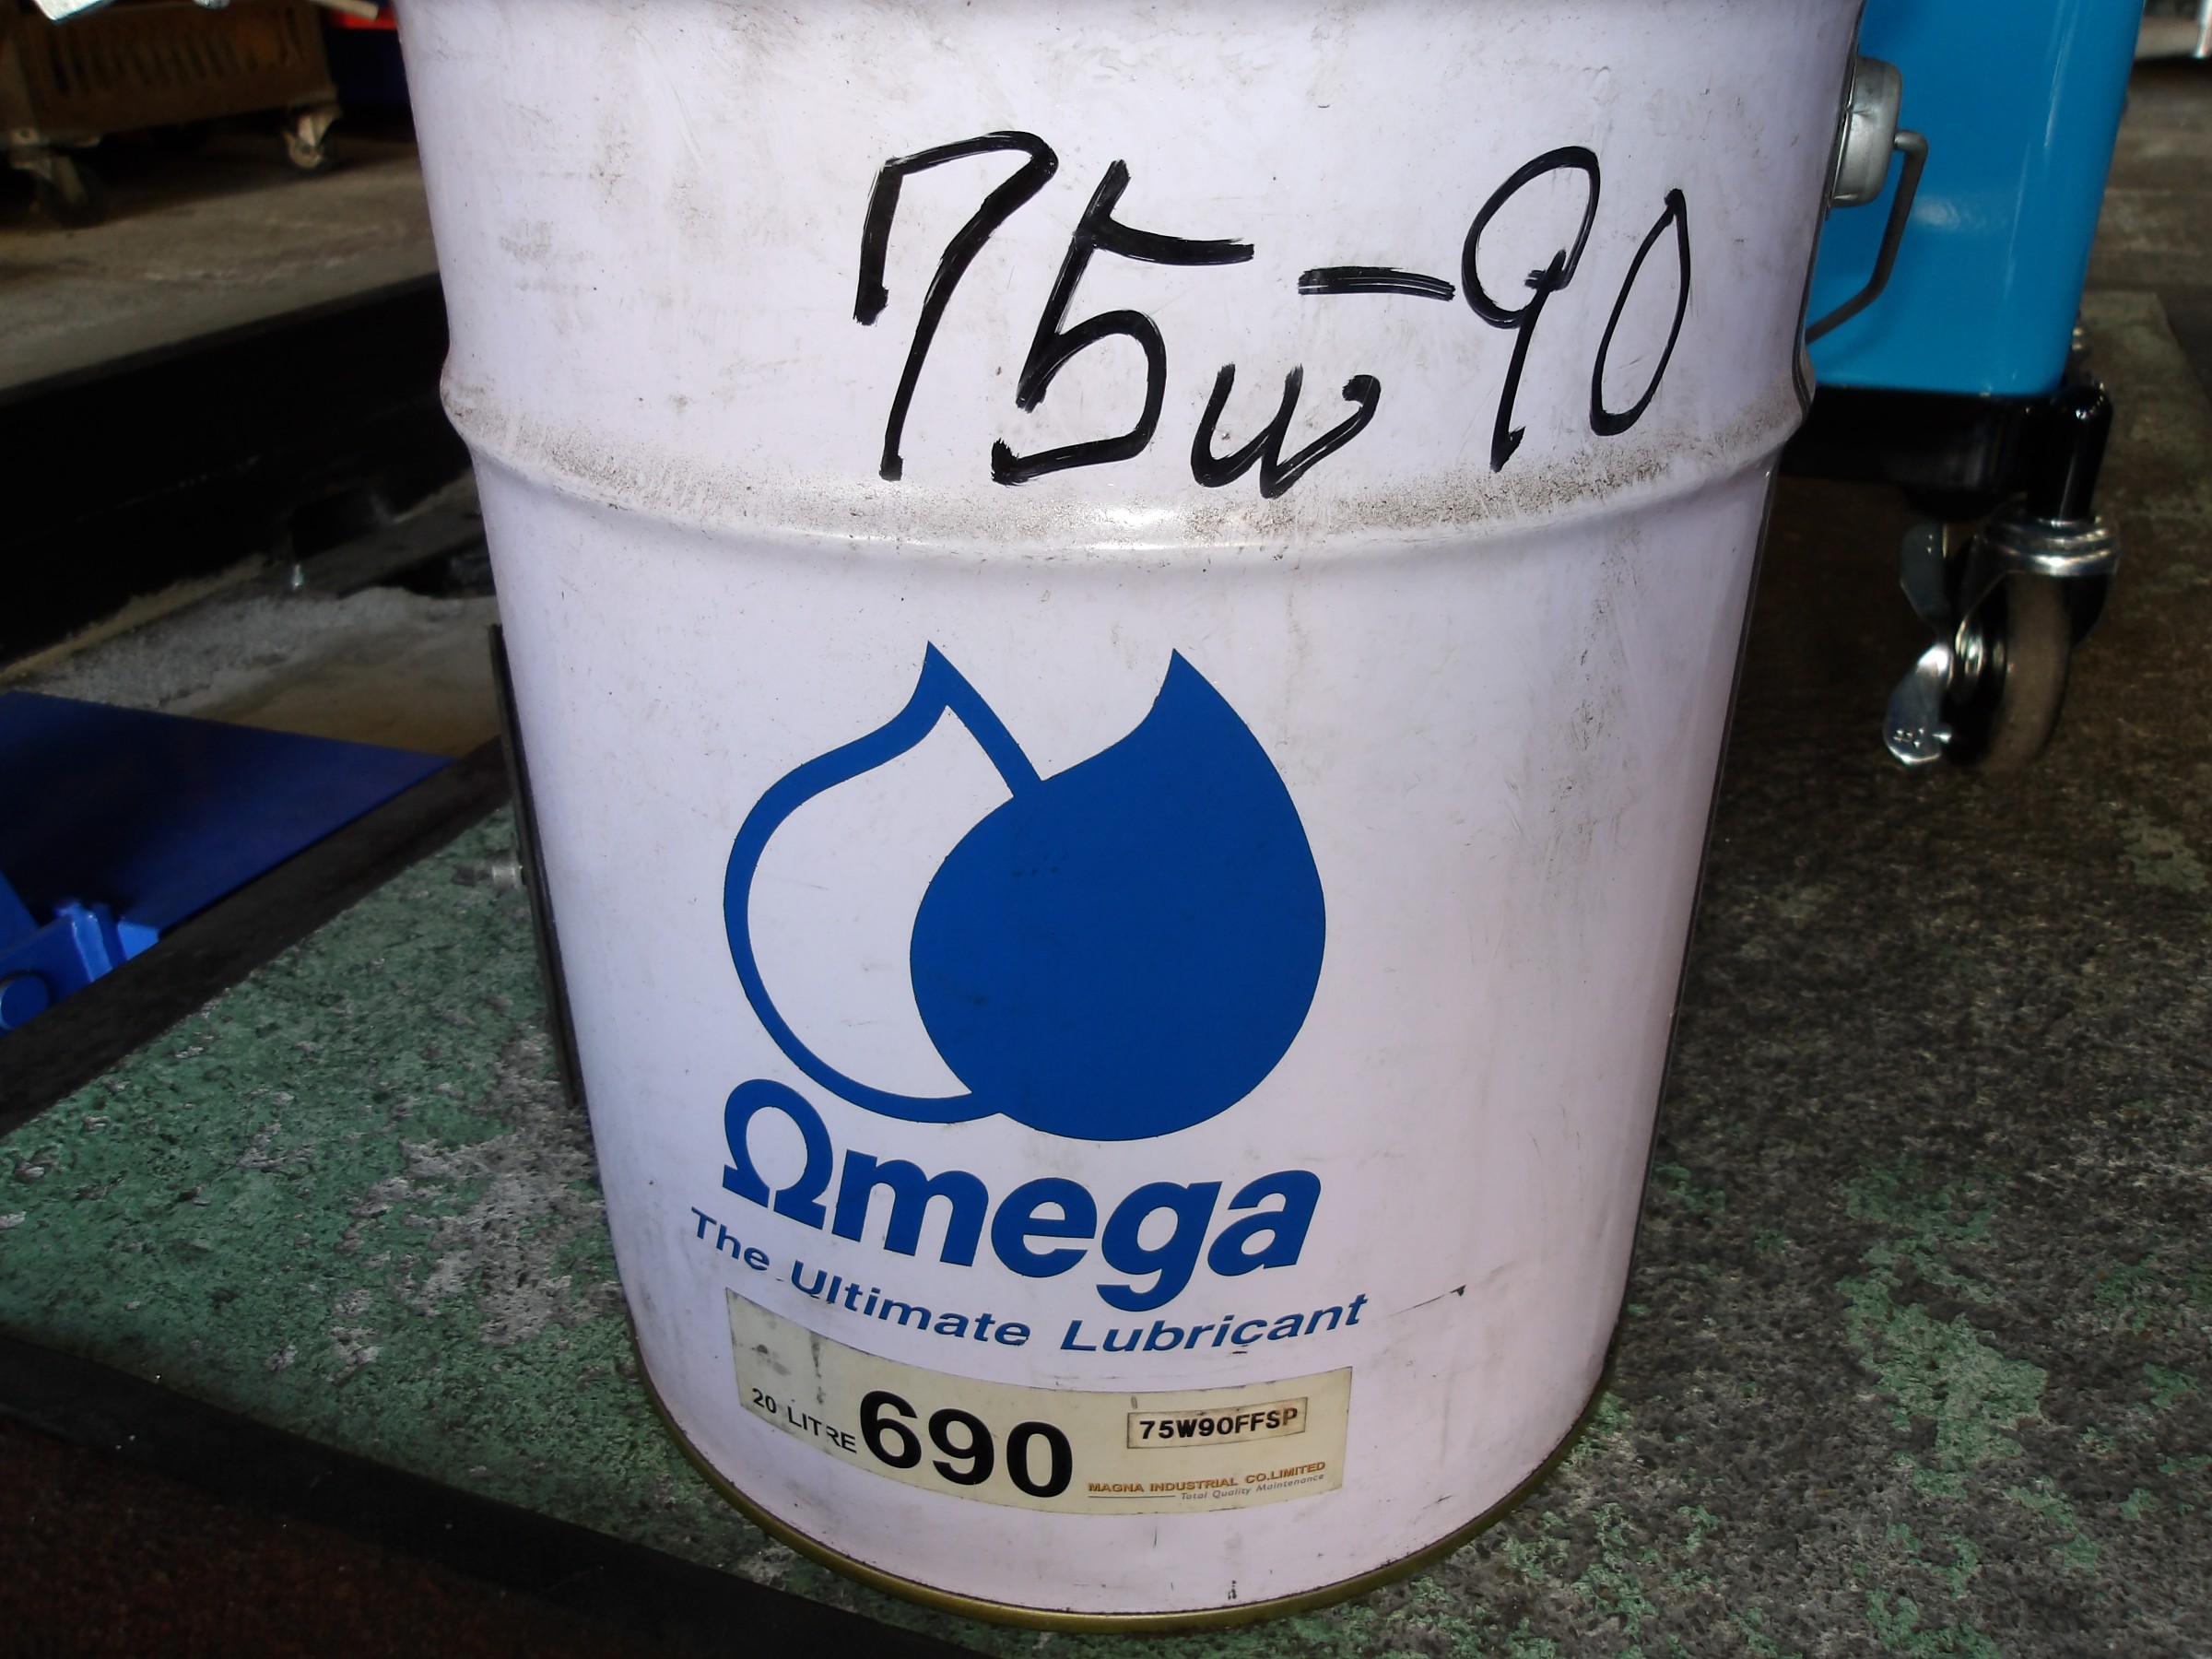 75w-90
Ωmega
The Ultimate Lubricant
20 LITRE 690 75W90FFSP
MAGNA INDUSTRIAL CO.LIMITED
Total Quality Maintenance